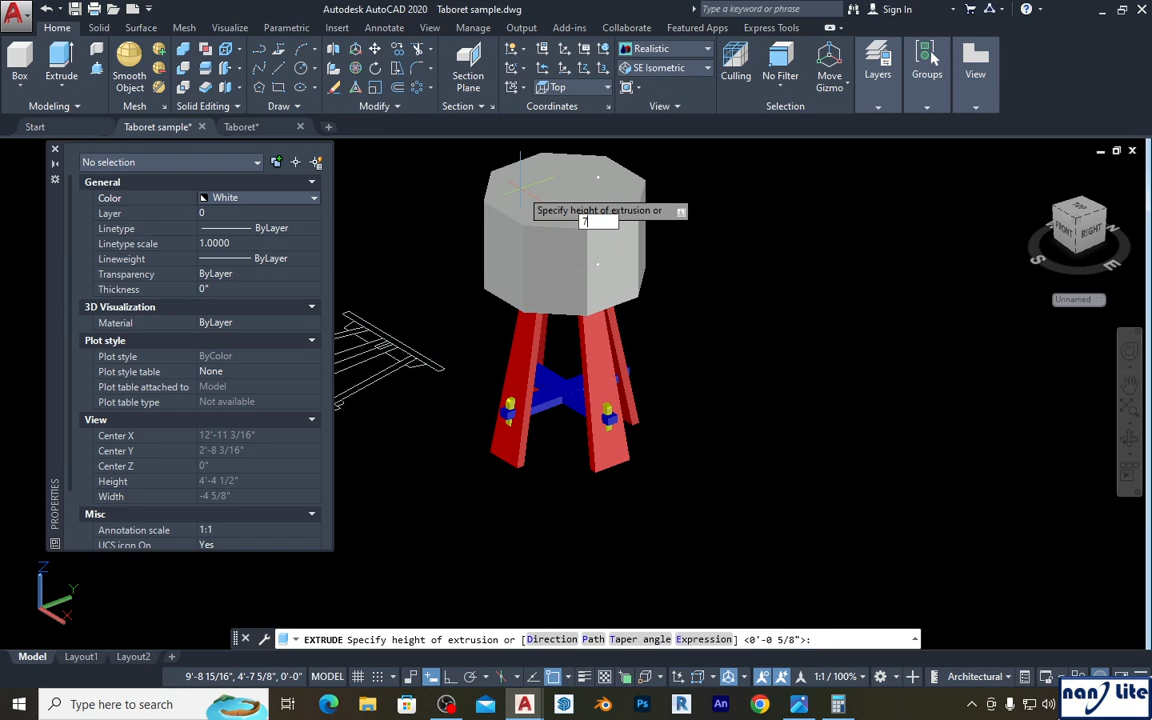 Autodesk AutoCAD 2020 Taboret sample.dwg
Type a keyword or phrase
Sign In
Home Solid Surface Mesh Visualize Parametric Insert Annotate View Manage Output Add-ins Collaborate Featured Apps Express Tools
Box
Extrude
Smooth Object
Section Plane
Realistic
SE Isometric
Top
Culling
No Filter
Move Gizmo
Layers
Groups
View
Modeling
Mesh
Solid Editing
Draw
Modify
Section
Coordinates
View
Selection
Start
Taboret sample*
Taboret*
No selection
General
Color White
Layer 0
Linetype ByLayer
Linetype scale 1.0000
Lineweight ByLayer
Transparency ByLayer
Thickness 0"
3D Visualization
Material ByLayer
Plot style
Plot style ByColor
Plot style table None
Plot table attached to Model
Plot table type Not available
View
Center X 12'-11 3/16"
Center Y 2'-8 3/16"
Center Z 0"
Height 4'-4 1/2"
Width -4 5/8"
Misc
Annotation scale 1:1
UCS icon On Yes
PROPERTIES
Specify height of extrusion or
7
TOP
FRONT
RIGHT
S
E
Unnamed
Z
Y
X
EXTRUDE Specify height of extrusion or [Direction Path Taper angle Expression] <0'-0 5/8">:
Model Layout1 Layout2
9'-8 15/16", 4'-7 5/8", 0'-0" MODEL
1:1 / 100%
Architectural
Type here to search
nanJ lite